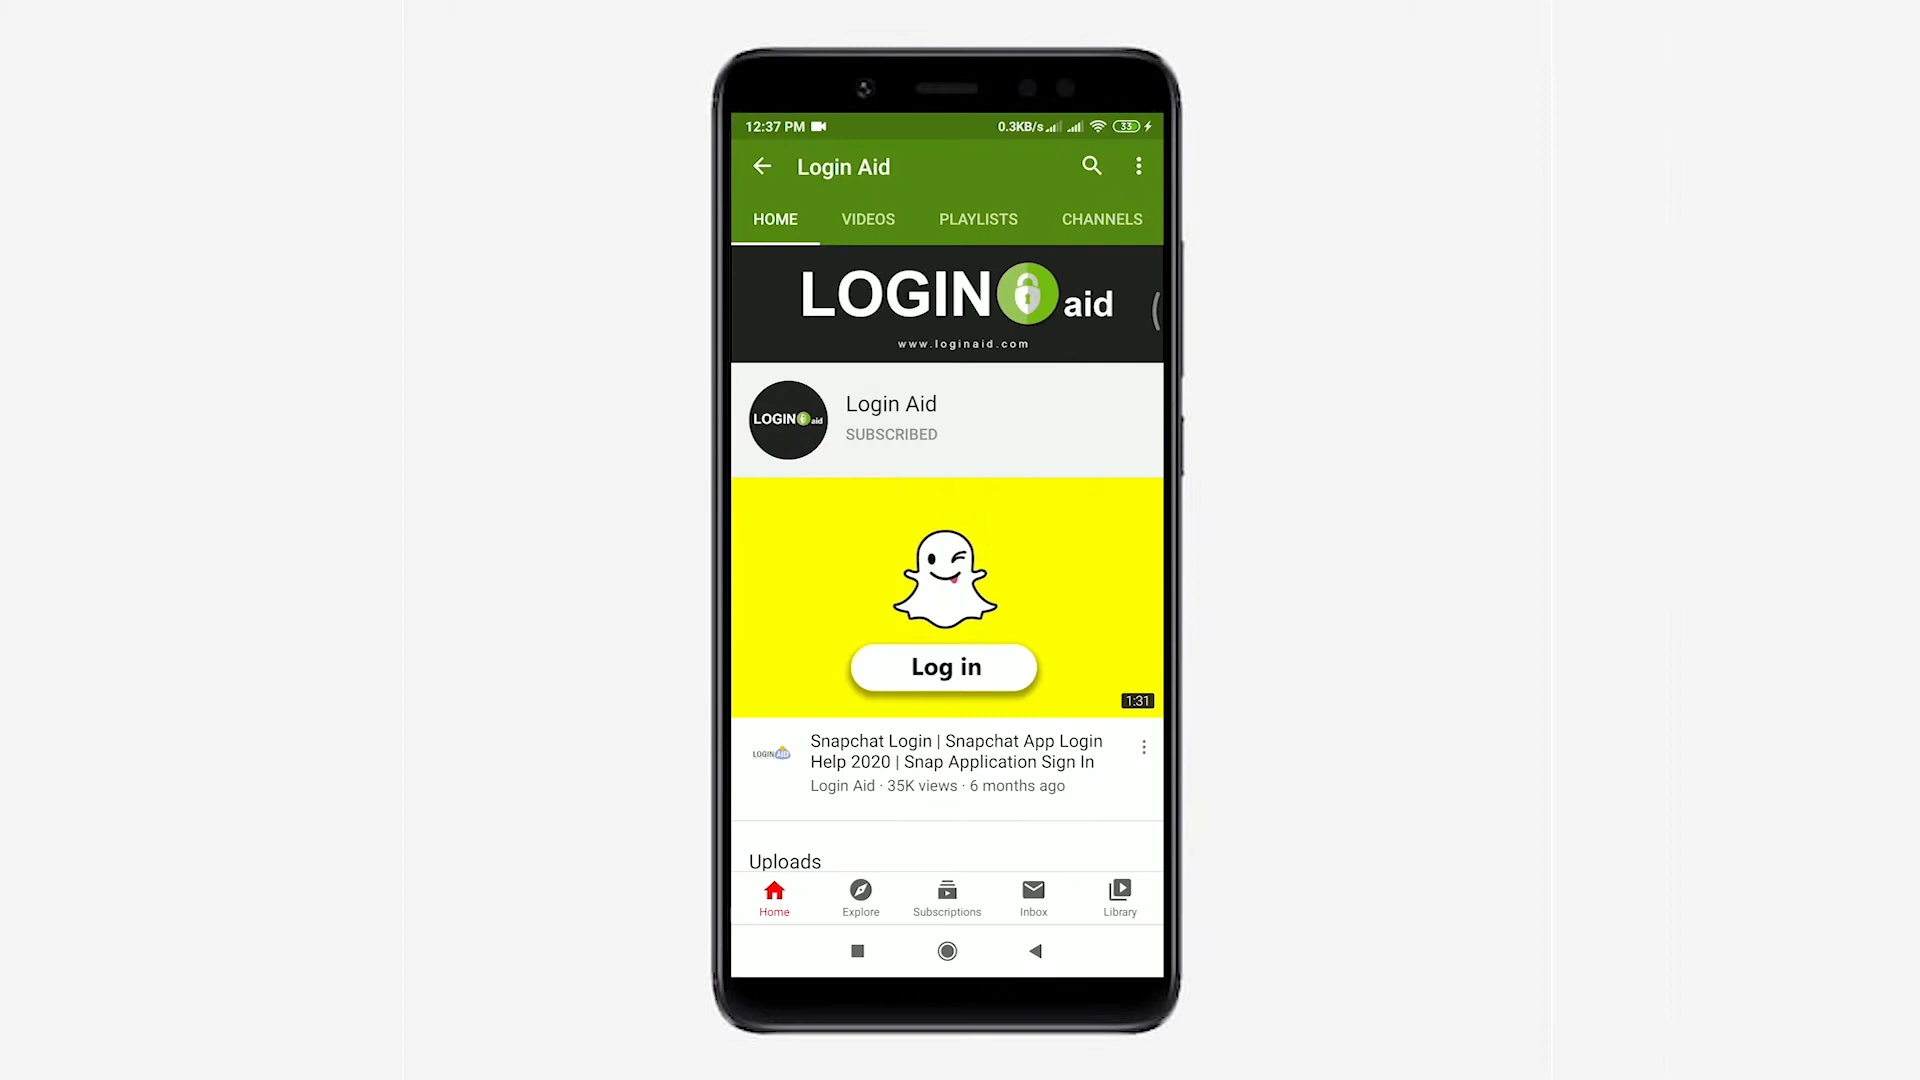 12:37 PM 0.3KB/s 33
Login Aid
HOME VIDEOS PLAYLISTS CHANNELS
LOGIN aid
www.loginaid.com
LOGIN aid
Login Aid
SUBSCRIBED
Log in
1:31
LOGIN AID
Snapchat Login | Snapchat App Login
Help 2020 | Snap Application Sign In
Login Aid · 35K views · 6 months ago
Uploads
Home Explore Subscriptions Inbox Library